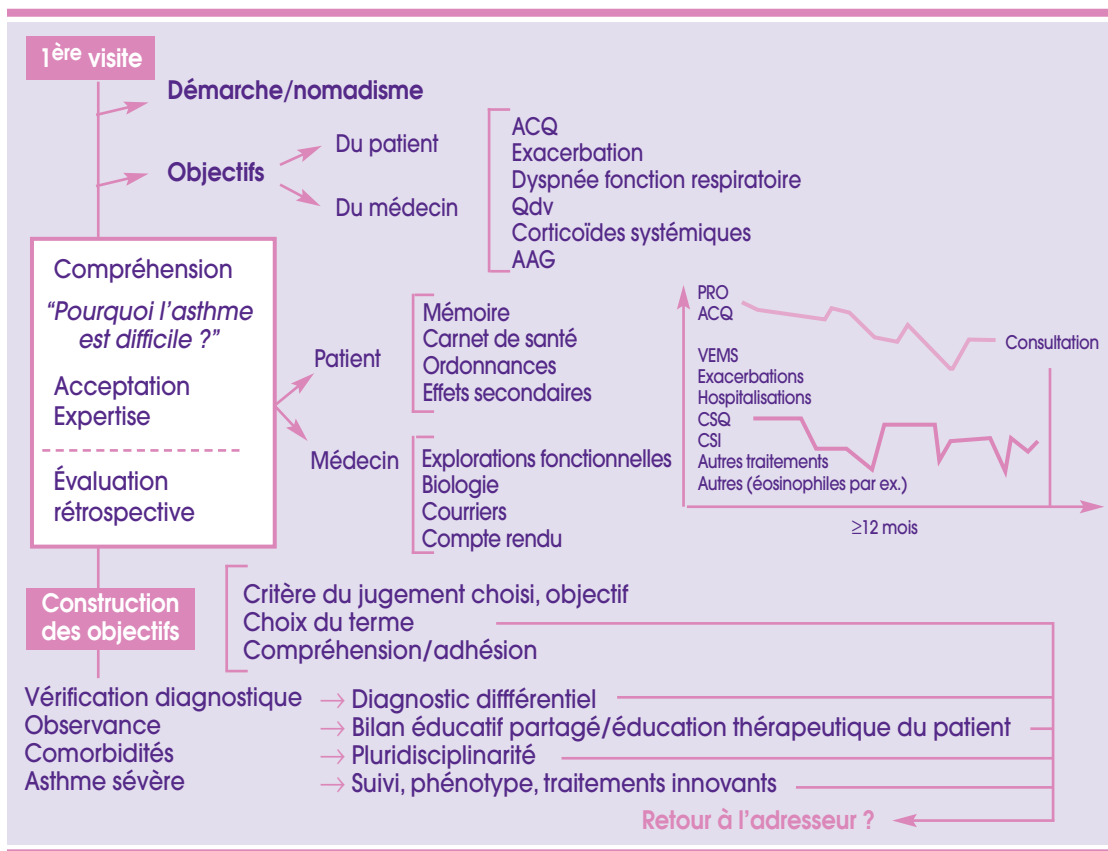 1ère visite
Démarche/nomadisme
Objectifs
Du patient
Du médecin
ACQ
Exacerbation
Dyspnée fonction respiratoire
Qdv
Corticoïdes systémiques
AAG
Compréhension
“Pourquoi l’asthme
est difficile ?”
Acceptation
Expertise
Évaluation
rétrospective
Patient
Mémoire
Carnet de santé
Ordonnances
Effets secondaires
Médecin
Explorations fonctionnelles
Biologie
Courriers
Compte rendu
PRO
ACQ
VEMS
Exacerbations
Hospitalisations
CSQ
CSI
Autres traitements
Autres (éosinophiles par ex.)
Consultation
≥12 mois
Construction
des objectifs
Critère du jugement choisi, objectif
Choix du terme
Compréhension/adhésion
Vérification diagnostique → Diagnostic diffférentiel
Observance → Bilan éducatif partagé/éducation thérapeutique du patient
Comorbidités → Pluridisciplinarité
Asthme sévère → Suivi, phénotype, traitements innovants
Retour à l’adresseur ?